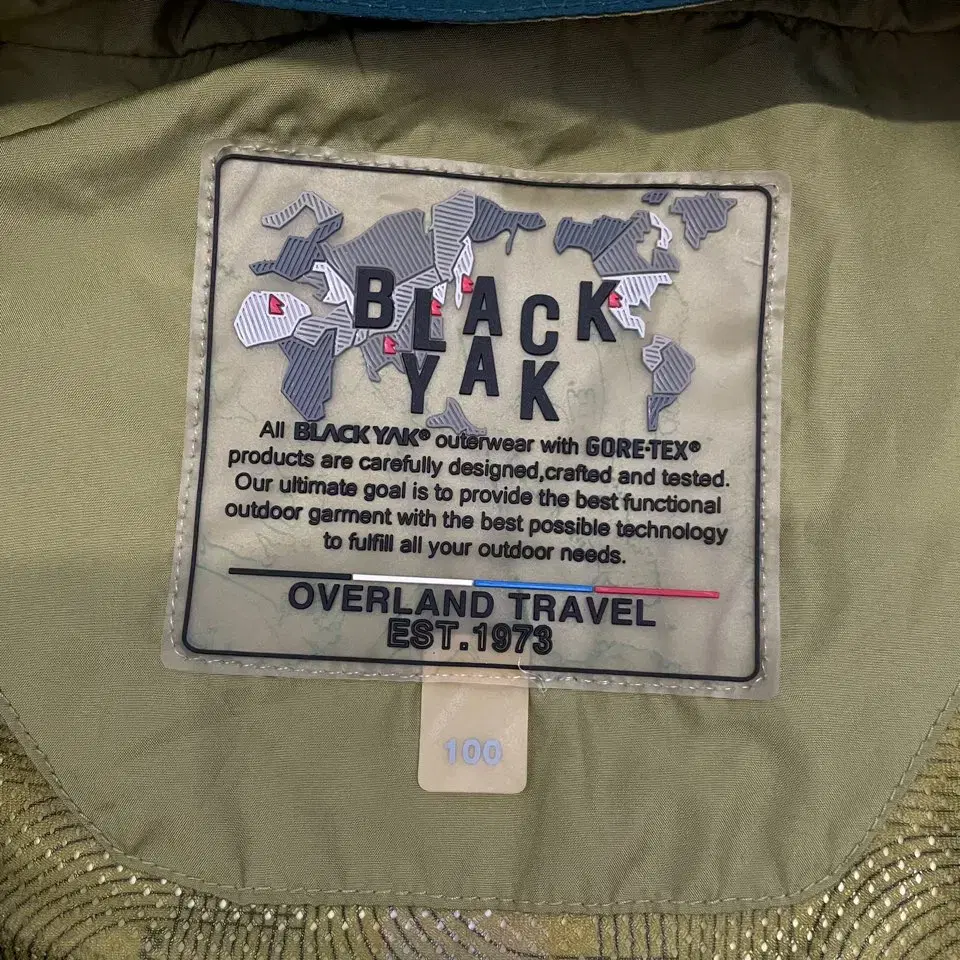 BLACK
YAK
All BLACK YAK® outerwear with GORE-TEX®
products are carefully designed,crafted and tested.
Our ultimate goal is to provide the best functional
outdoor garment with the best possible technology
to fulfill all your outdoor needs.
OVERLAND TRAVEL
EST.1973
100